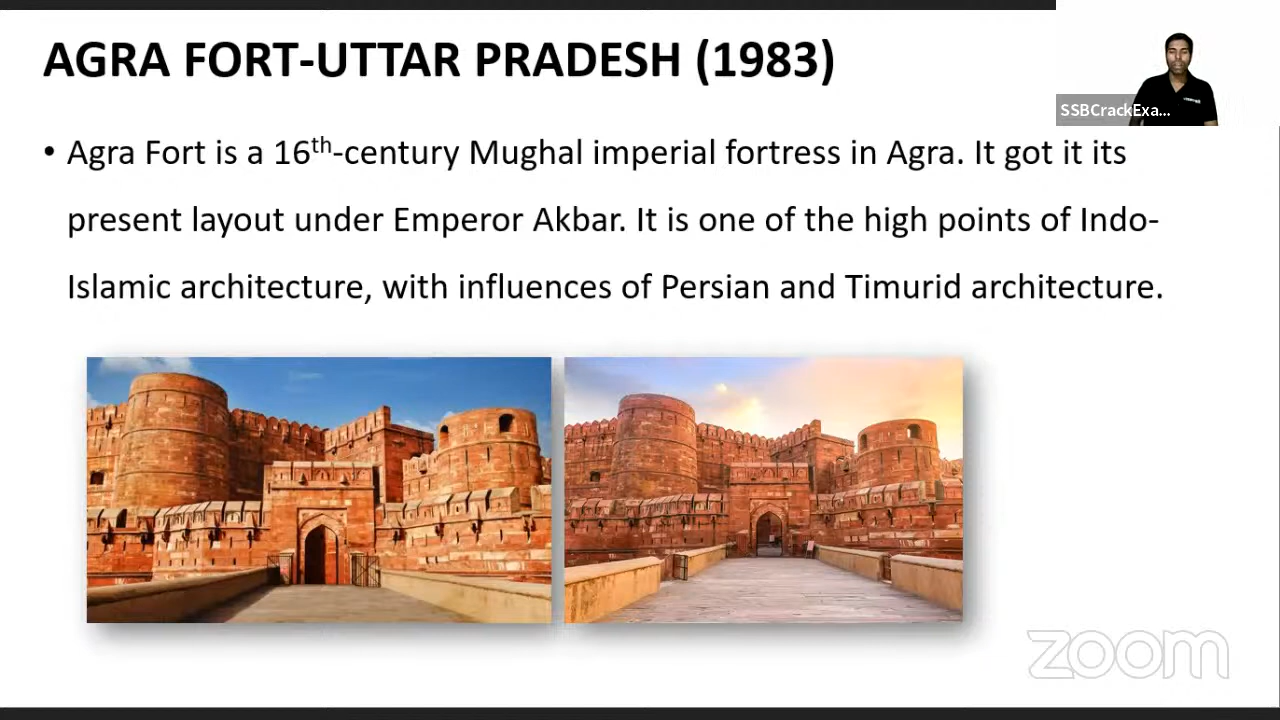 AGRA FORT-UTTAR PRADESH (1983)
SSBCrackExa...
• Agra Fort is a 16th-century Mughal imperial fortress in Agra. It got it its
present layout under Emperor Akbar. It is one of the high points of Indo-
Islamic architecture, with influences of Persian and Timurid architecture.
zoom